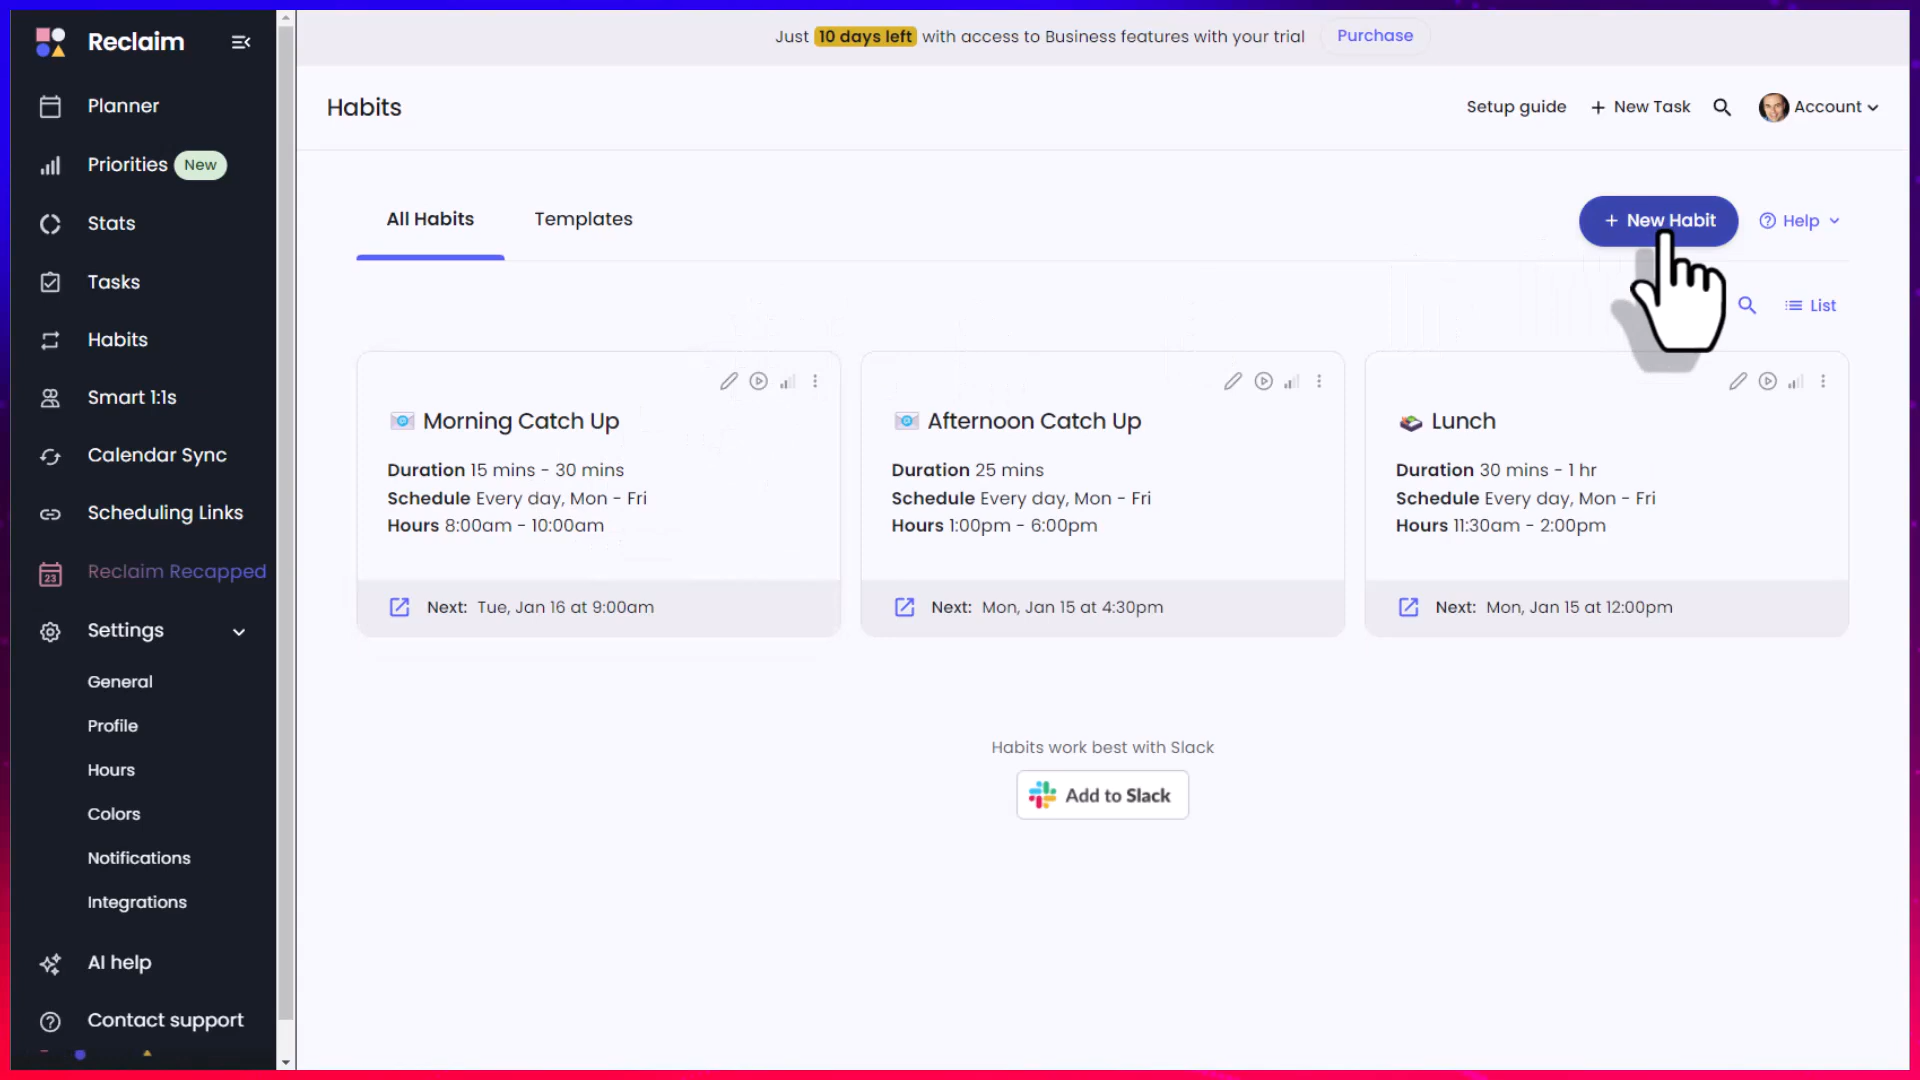 Reclaim
Planner
Priorities New
Stats
Tasks
Habits
Smart 1:1s
Calendar Sync
Scheduling Links
23 Reclaim Recapped
Settings
General
Profile
Hours
Colors
Notifications
Integrations
AI help
Contact support
Just 10 days left with access to Business features with your trial Purchase
Habits
Setup guide + New Task Account
All Habits Templates
+ New Habit Help
List
Morning Catch Up
Duration 15 mins - 30 mins
Schedule Every day, Mon - Fri
Hours 8:00am - 10:00am
Next: Tue, Jan 16 at 9:00am
Afternoon Catch Up
Duration 25 mins
Schedule Every day, Mon - Fri
Hours 1:00pm - 6:00pm
Next: Mon, Jan 15 at 4:30pm
Lunch
Duration 30 mins - 1 hr
Schedule Every day, Mon - Fri
Hours 11:30am - 2:00pm
Next: Mon, Jan 15 at 12:00pm
Habits work best with Slack
Add to Slack